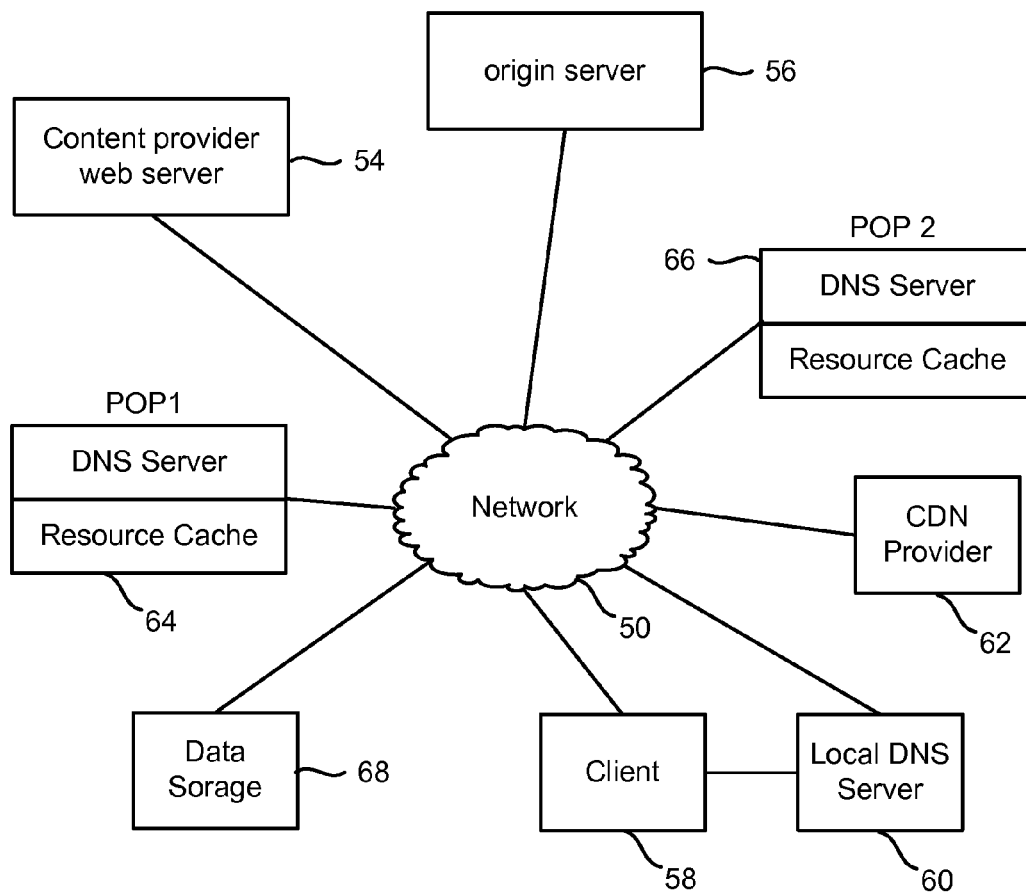 origin server
56
Content provider
web server
54
POP 2
66
DNS Server
Resource Cache
POP1
DNS Server
Resource Cache
64
Network
50
CDN
Provider
62
Data
Sorage
68
Client
58
Local DNS
Server
60